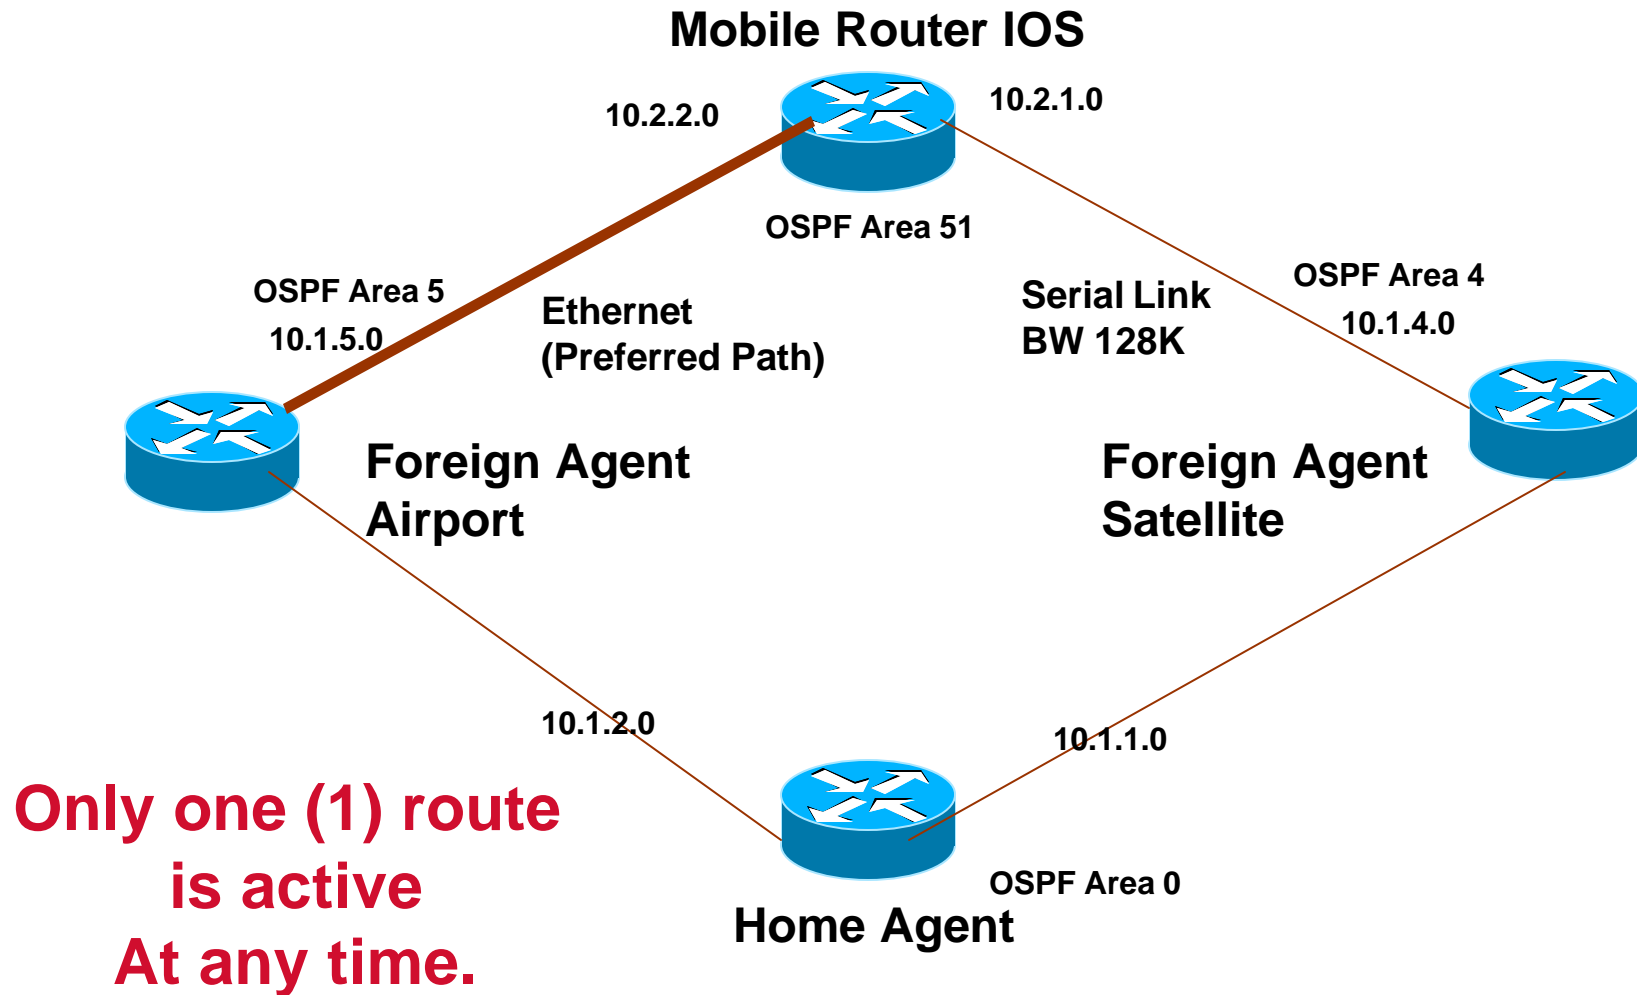 Mobile Router IOS
10.2.2.0
10.2.1.0
OSPF Area 51
OSPF Area 5
10.1.5.0
Ethernet
(Preferred Path)
Serial Link
BW 128K
OSPF Area 4
10.1.4.0
Foreign Agent
Airport
Foreign Agent
Satellite
10.1.2.0
10.1.1.0
Only one (1) route
is active
At any time.
OSPF Area 0
Home Agent